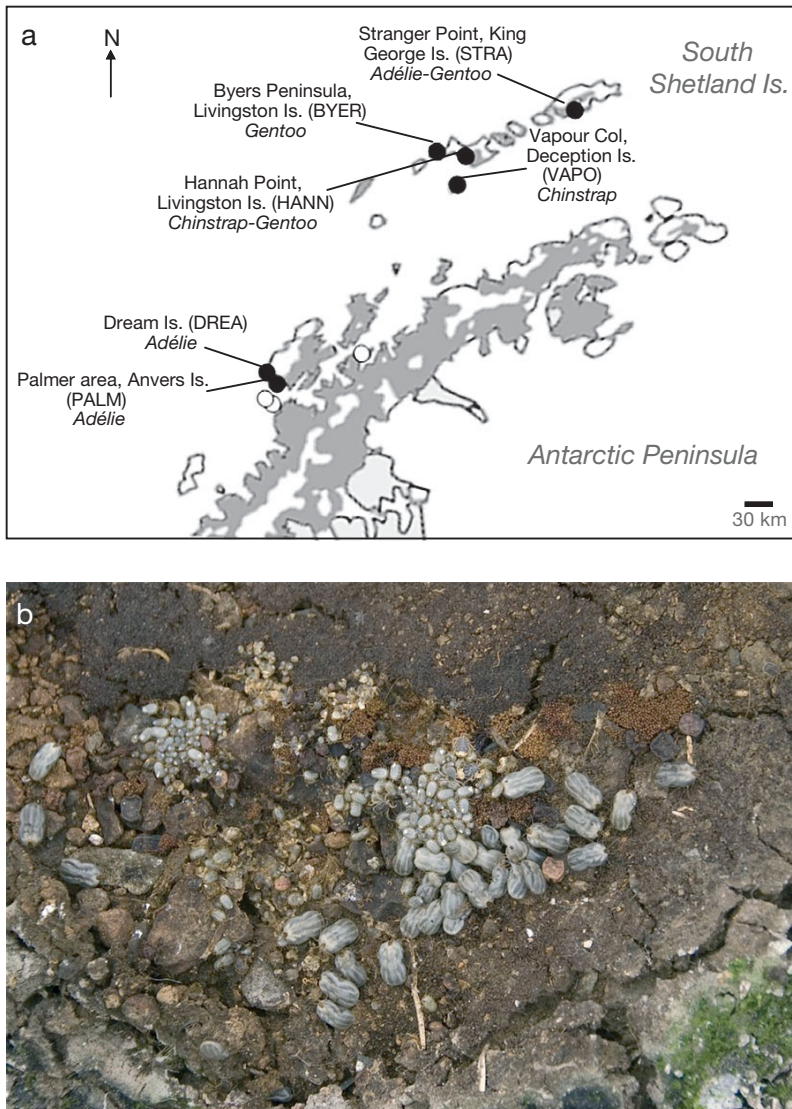 a
N
Stranger Point, King
George Is. (STRA)
Adélie-Gentoo
South
Shetland Is.
Byers Peninsula,
Livingston Is. (BYER)
Gentoo
Vapour Col,
Deception Is.
(VAPO)
Chinstrap
Hannah Point,
Livingston Is. (HANN)
Chinstrap-Gentoo
Dream Is. (DREA)
Adélie
Palmer area, Anvers Is.
(PALM)
Adélie
Antarctic Peninsula
30 km
b